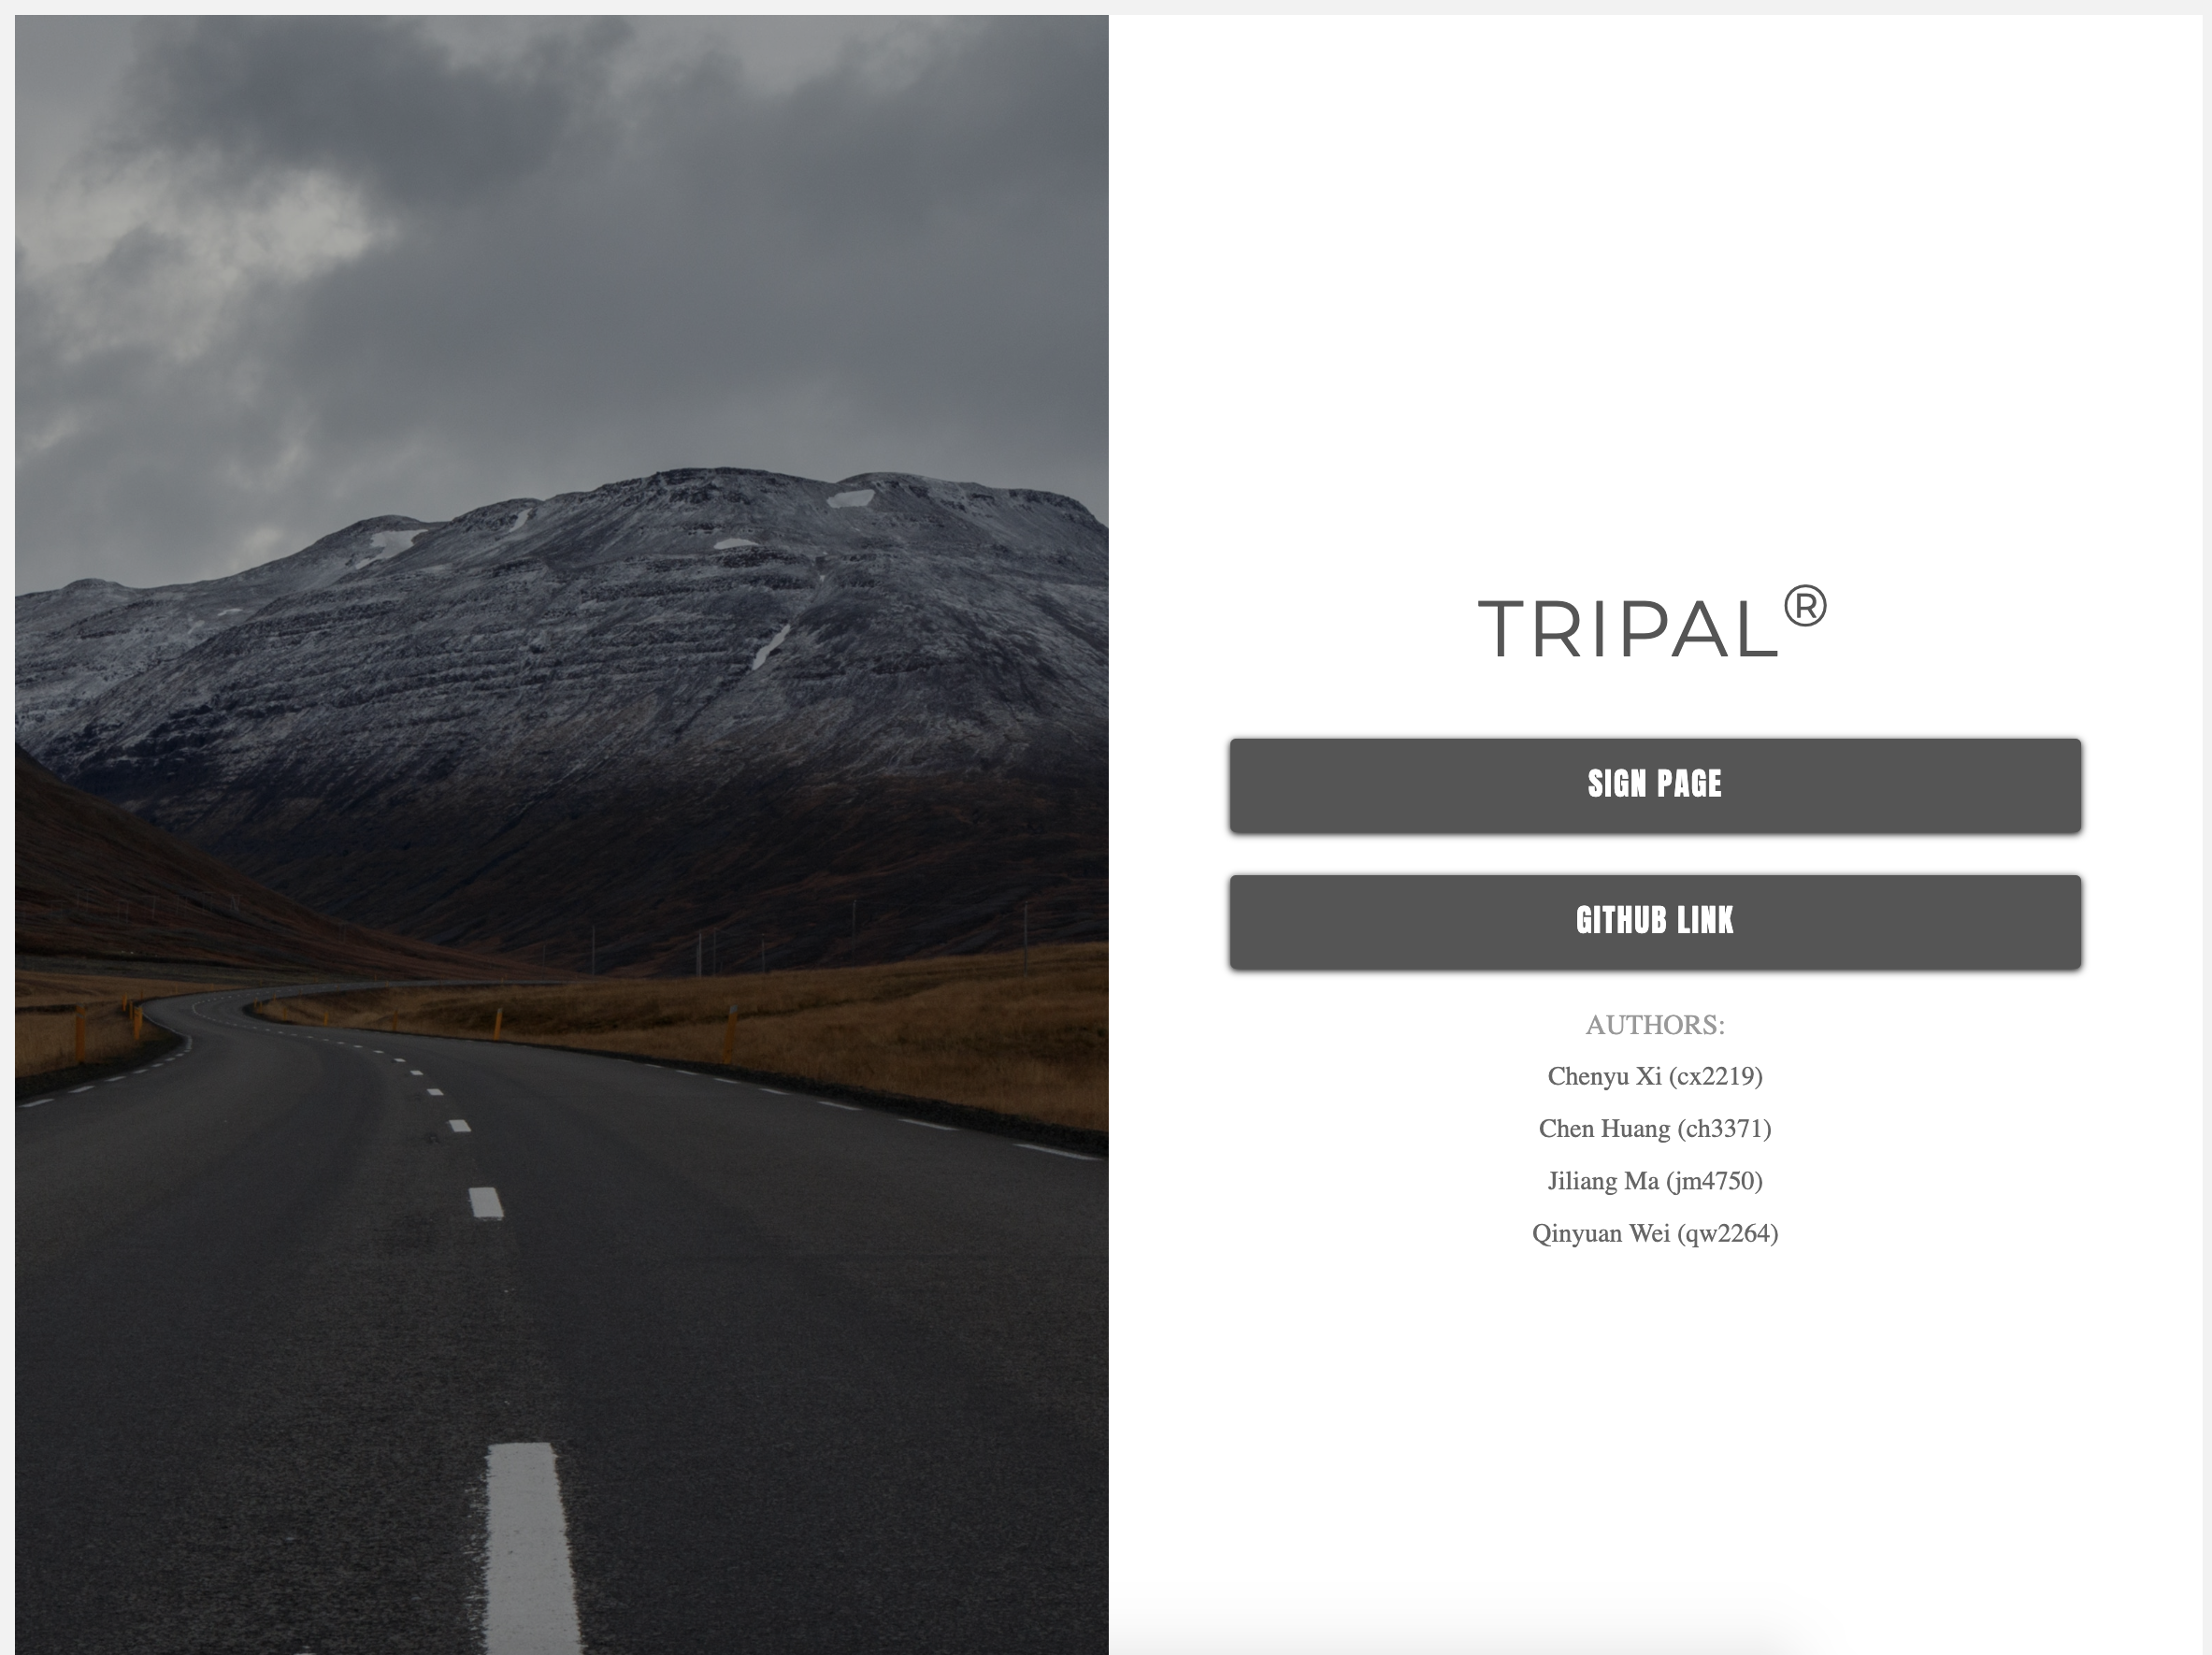 TRIPAL®
SIGN PAGE
GITHUB LINK
AUTHORS:
Chenyu Xi (cx2219)
Chen Huang (ch3371)
Jiliang Ma (jm4750)
Qinyuan Wei (qw2264)